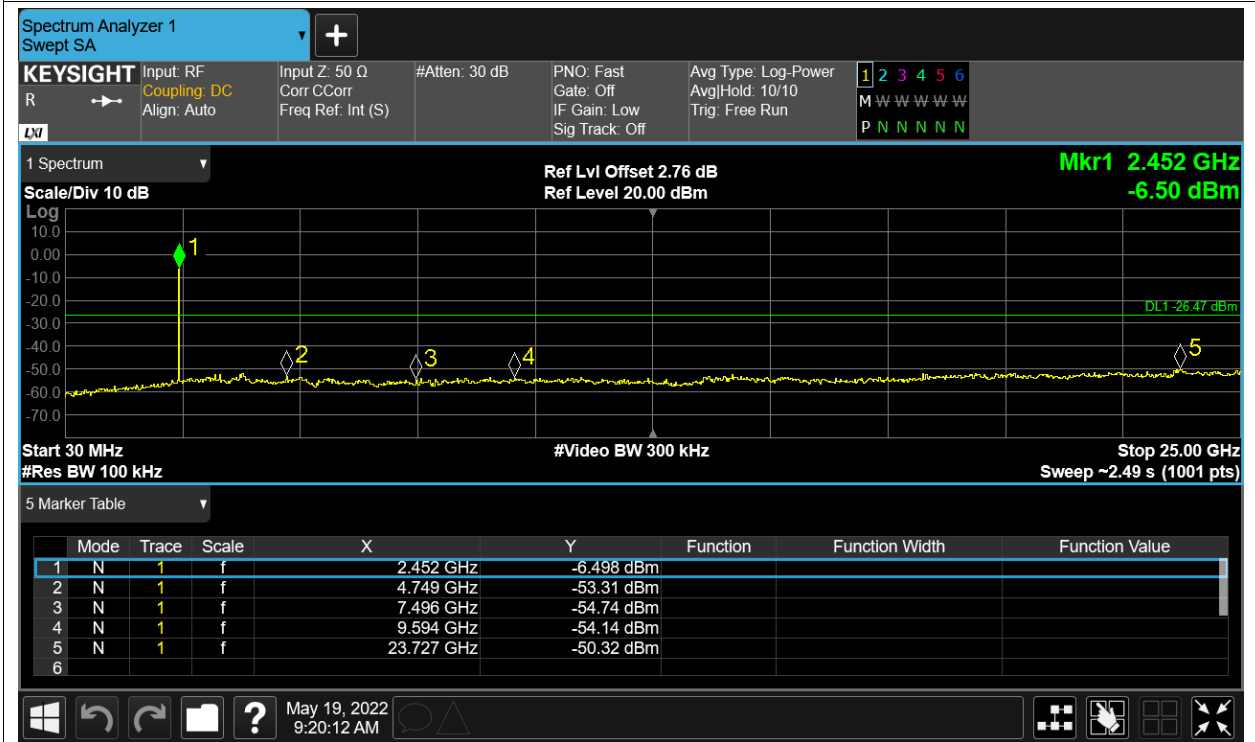 Spectrum Analyzer 1
Swept SA
+
KEYSIGHT Input: RF Input Z: 50 Ω #Atten: 30 dB PNO: Fast Avg Type: Log-Power 1 2 3 4 5 6
R Coupling: DC Corr CCorr Gate: Off Avg|Hold: 10/10 M W W W W W
Align: Auto Freq Ref: Int (S) IF Gain: Low Trig: Free Run
LXI Sig Track: Off P N N N N N
1 Spectrum Ref Lvl Offset 2.76 dB Mkr1 2.452 GHz
Scale/Div 10 dB Ref Level 20.00 dBm -6.50 dBm
Log
10.0
1
0.00
-10.0
-20.0
DL1 -26.47 dBm
-30.0
-40.0
2 3 4 5
-50.0
-60.0
-70.0
Start 30 MHz #Video BW 300 kHz Stop 25.00 GHz
#Res BW 100 kHz Sweep ~2.49 s (1001 pts)
5 Marker Table
Mode Trace Scale X Y Function Function Width Function Value
1 N 1 f 2.452 GHz -6.498 dBm
2 N 1 f 4.749 GHz -53.31 dBm
3 N 1 f 7.496 GHz -54.74 dBm
4 N 1 f 9.594 GHz -54.14 dBm
5 N 1 f 23.727 GHz -50.32 dBm
6
? May 19, 2022
9:20:12 AM